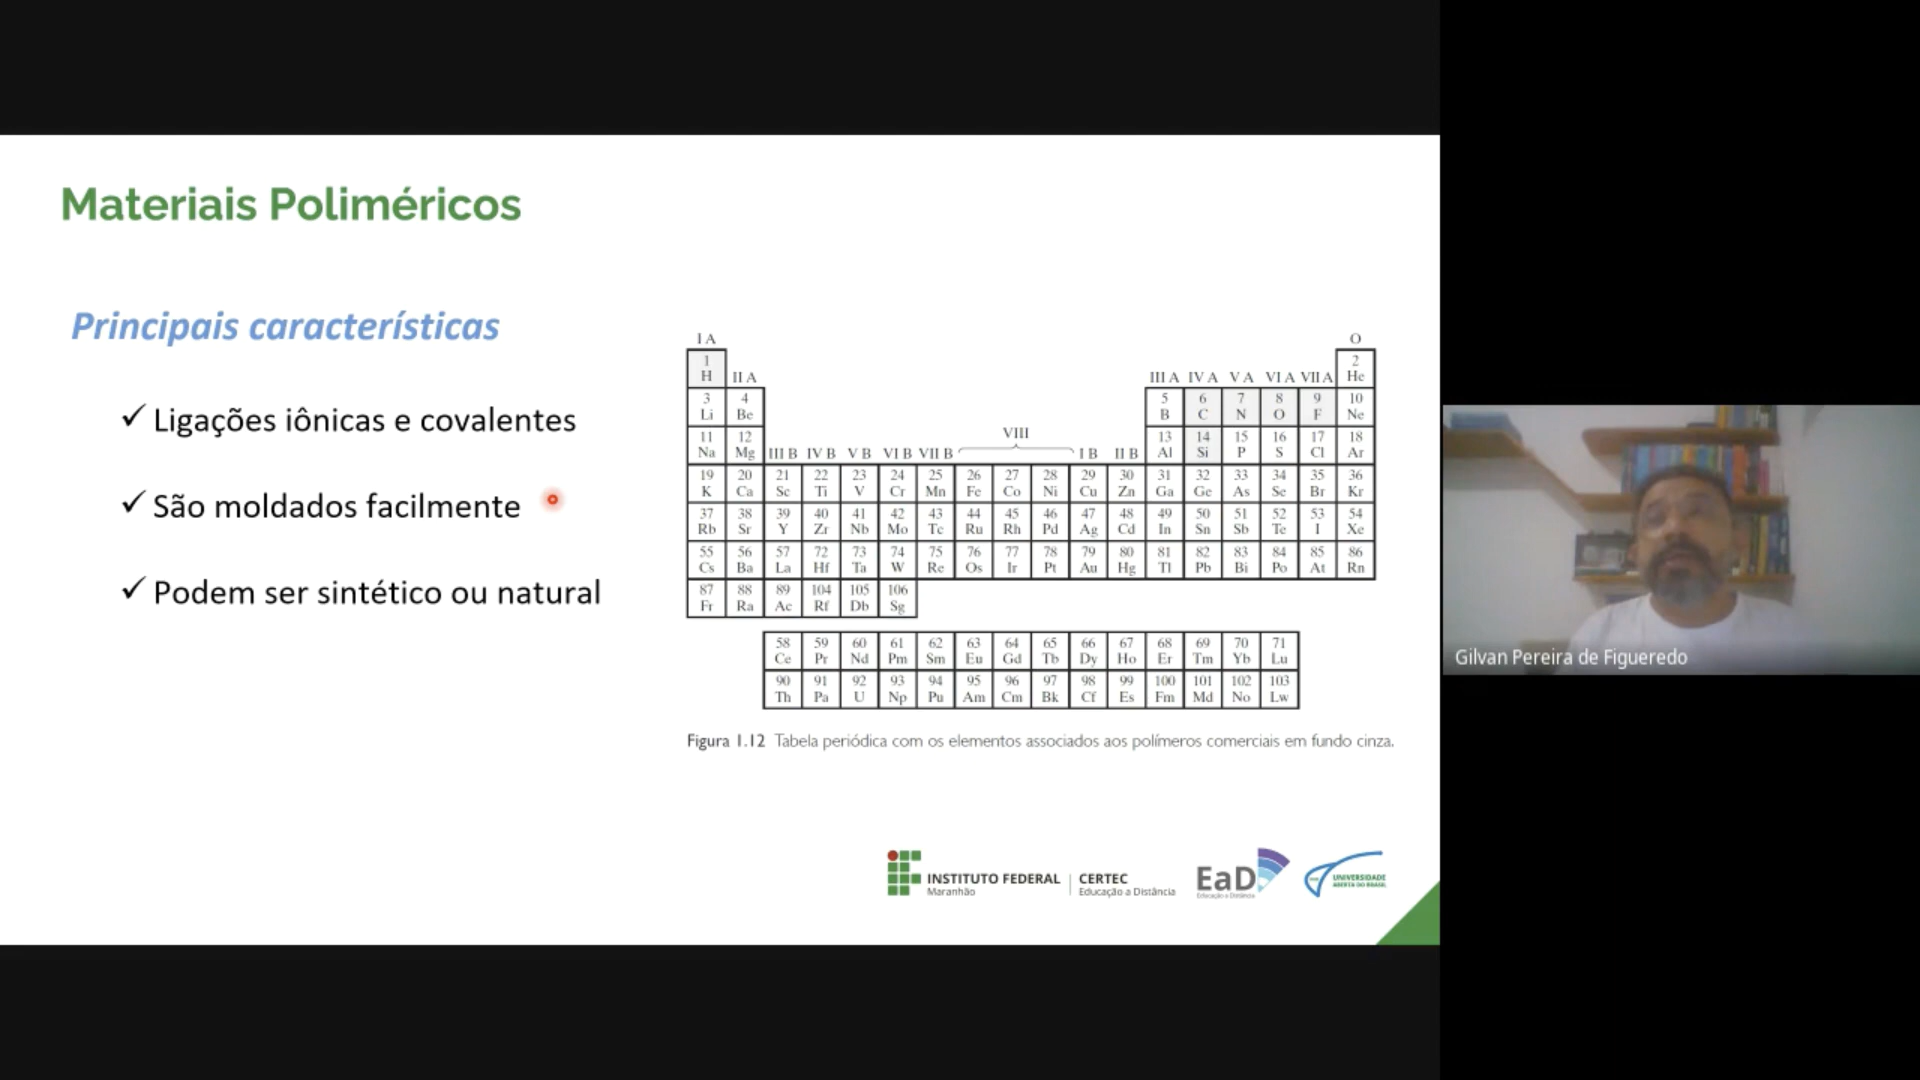 Materiais Poliméricos
Principais características
✓ Ligações iônicas e covalentes
✓ São moldados facilmente
✓ Podem ser sintético ou natural
I A O
1 2
H II A III A IV A V A VI A VII A He
3 4 5 6 7 8 9 10
Li Be B C N O F Ne
11 12 VIII 13 14 15 16 17 18
Na Mg III B IV B V B VI B VII B I B II B Al Si P S Cl Ar
19 20 21 22 23 24 25 26 27 28 29 30 31 32 33 34 35 36
K Ca Sc Ti V Cr Mn Fe Co Ni Cu Zn Ga Ge As Se Br Kr
37 38 39 40 41 42 43 44 45 46 47 48 49 50 51 52 53 54
Rb Sr Y Zr Nb Mo Tc Ru Rh Pd Ag Cd In Sn Sb Te I Xe
55 56 57 72 73 74 75 76 77 78 79 80 81 82 83 84 85 86
Cs Ba La Hf Ta W Re Os Ir Pt Au Hg Tl Pb Bi Po At Rn
87 88 89 104 105 106
Fr Ra Ac Rf Db Sg
58 59 60 61 62 63 64 65 66 67 68 69 70 71
Ce Pr Nd Pm Sm Eu Gd Tb Dy Ho Er Tm Yb Lu
90 91 92 93 94 95 96 97 98 99 100 101 102 103
Th Pa U Np Pu Am Cm Bk Cf Es Fm Md No Lw
Figura 1.12 Tabela periódica com os elementos associados aos polímeros comerciais em fundo cinza.
INSTITUTO FEDERAL
Maranhão
CERTEC
Educação a Distância
EaD
Educação a Distância
UNIVERSIDADE
ABERTA DO BRASIL
Gilvan Pereira de Figueredo